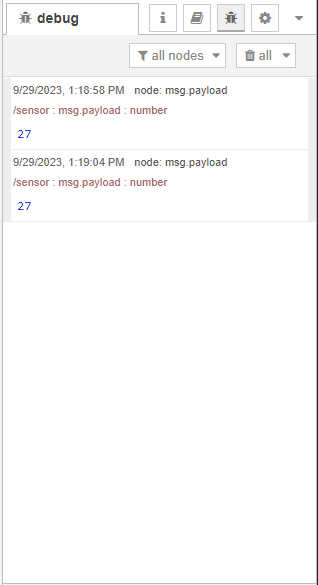 debug
all nodes
all
9/29/2023, 1:18:58 PM node: msg.payload
/sensor : msg.payload : number
27
9/29/2023, 1:19:04 PM node: msg.payload
/sensor : msg.payload : number
27